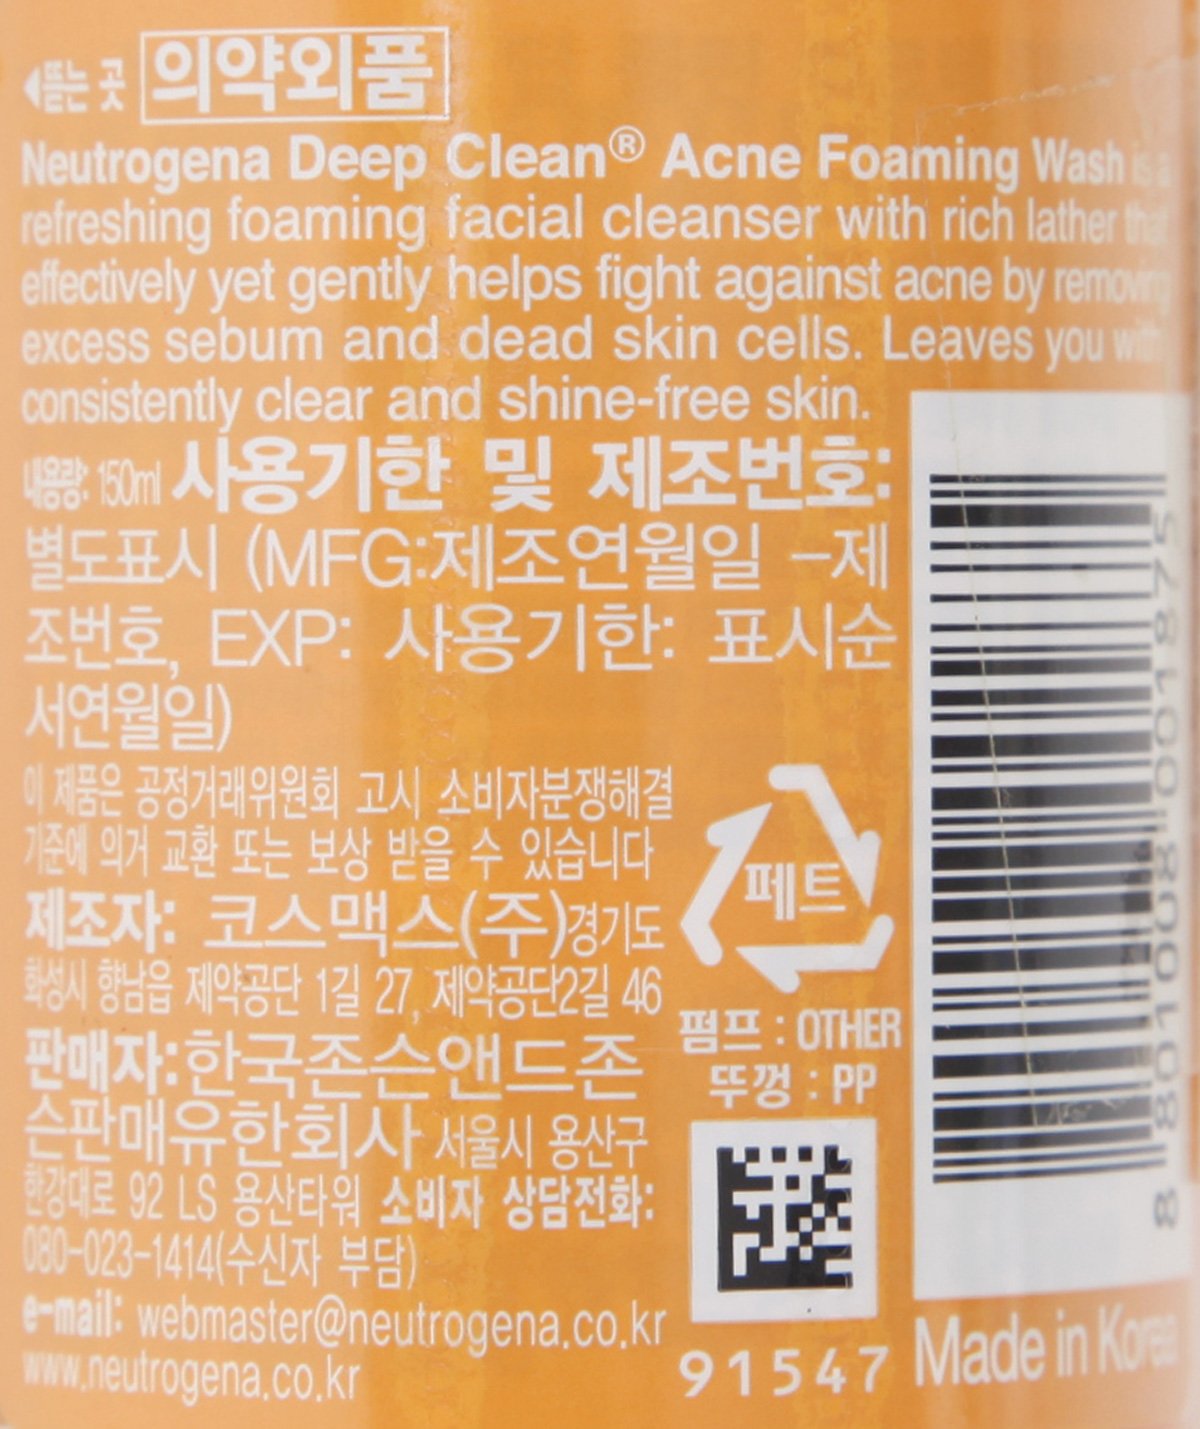 ◀뜯는 곳 의약외품
Neutrogena Deep Clean® Acne Foaming Wash is a
refreshing foaming facial cleanser with rich lather that
effectively yet gently helps fight against acne by removing
excess sebum and dead skin cells. Leaves you with
consistently clear and shine-free skin.
내용량: 150ml 사용기한 및 제조번호:
별도표시 (MFG:제조연월일 -제
조번호, EXP: 사용기한: 표시순
서연월일)
이 제품은 공정거래위원회 고시 소비자분쟁해결
기준에 의거 교환 또는 보상 받을 수 있습니다
제조자: 코스맥스(주)경기도
화성시 향남읍 제약공단 1길 27, 제약공단2길 46
판매자:한국존슨앤드존
슨판매유한회사 서울시 용산구
한강대로 92 LS 용산타워 소비자 상담전화:
080-023-1414(수신자 부담)
e-mail: webmaster@neutrogena.co.kr
www.neutrogena.co.kr
페트
펌프 : OTHER
뚜껑 : PP
91547
8 801008 001875
Made in Korea